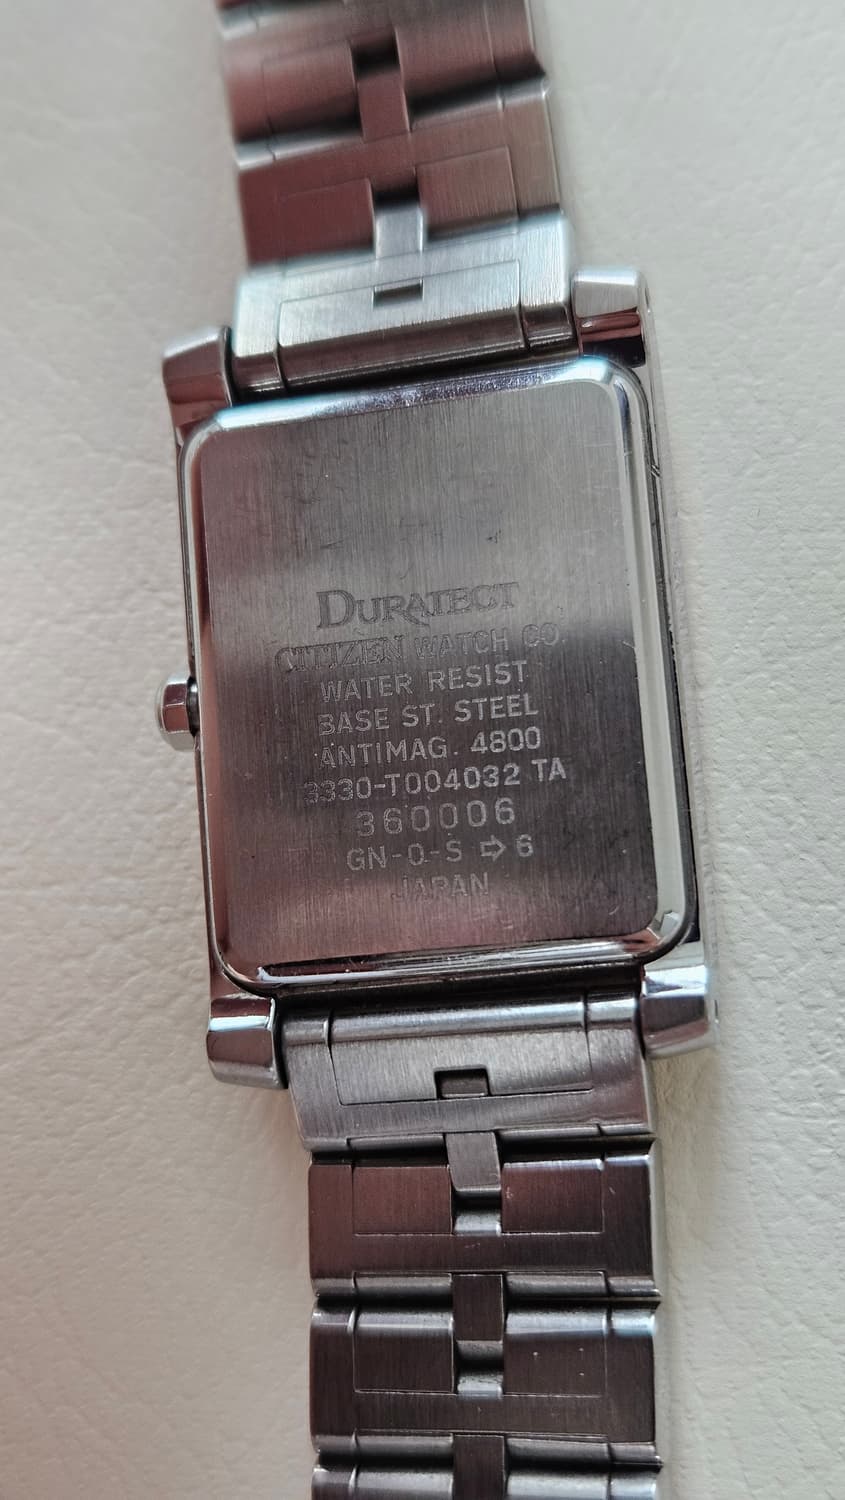 DURATECT
CITIZEN WATCH CO.
WATER RESIST
BASE ST. STEEL
ANTIMAG. 4800
3330-T004032 TA
360006
GN-0-S ⇨ 6
JAPAN